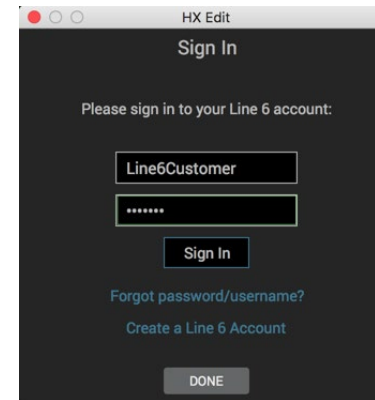 HX Edit
Sign In
Please sign in to your Line 6 account:
Line6Customer
•••••••
Sign In
Forgot password/username?
Create a Line 6 Account
DONE